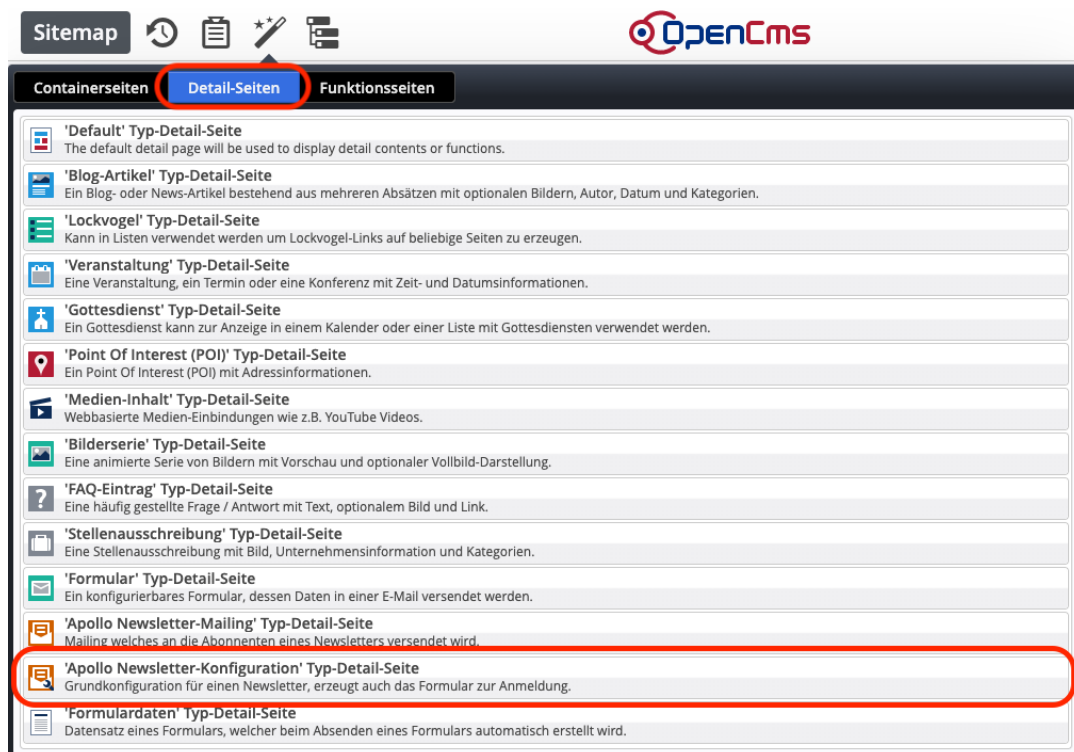 Sitemap
OpenCms
Containerseiten
Detail-Seiten
Funktionsseiten
'Default' Typ-Detail-Seite
The default detail page will be used to display detail contents or functions.
'Blog-Artikel' Typ-Detail-Seite
Ein Blog- oder News-Artikel bestehend aus mehreren Absätzen mit optionalen Bildern, Autor, Datum und Kategorien.
'Lockvogel' Typ-Detail-Seite
Kann in Listen verwendet werden um Lockvogel-Links auf beliebige Seiten zu erzeugen.
'Veranstaltung' Typ-Detail-Seite
Eine Veranstaltung, ein Termin oder eine Konferenz mit Zeit- und Datumsinformationen.
'Gottesdienst' Typ-Detail-Seite
Ein Gottesdienst kann zur Anzeige in einem Kalender oder einer Liste mit Gottesdiensten verwendet werden.
'Point Of Interest (POI)' Typ-Detail-Seite
Ein Point Of Interest (POI) mit Adressinformationen.
'Medien-Inhalt' Typ-Detail-Seite
Webbasierte Medien-Einbindungen wie z.B. YouTube Videos.
'Bilderserie' Typ-Detail-Seite
Eine animierte Serie von Bildern mit Vorschau und optionaler Vollbild-Darstellung.
'FAQ-Eintrag' Typ-Detail-Seite
Eine häufig gestellte Frage / Antwort mit Text, optionalem Bild und Link.
'Stellenausschreibung' Typ-Detail-Seite
Eine Stellenausschreibung mit Bild, Unternehmensinformation und Kategorien.
'Formular' Typ-Detail-Seite
Ein konfigurierbares Formular, dessen Daten in einer E-Mail versendet werden.
'Apollo Newsletter-Mailing' Typ-Detail-Seite
Mailing welches an die Abonnenten eines Newsletters versendet wird.
'Apollo Newsletter-Konfiguration' Typ-Detail-Seite
Grundkonfiguration für einen Newsletter, erzeugt auch das Formular zur Anmeldung.
'Formulardaten' Typ-Detail-Seite
Datensatz eines Formulars, welcher beim Absenden eines Formulars automatisch erstellt wird.